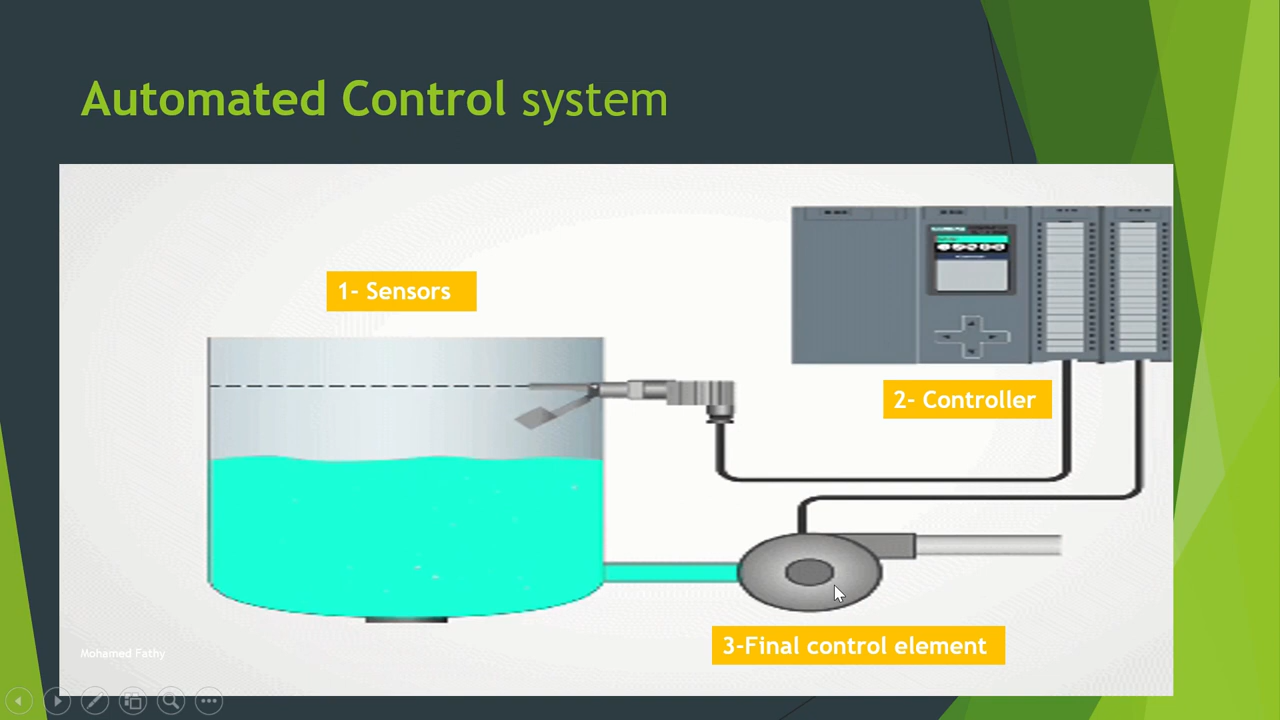 Automated Control system
1- Sensors
2- Controller
3-Final control element
Mohamed Fathy